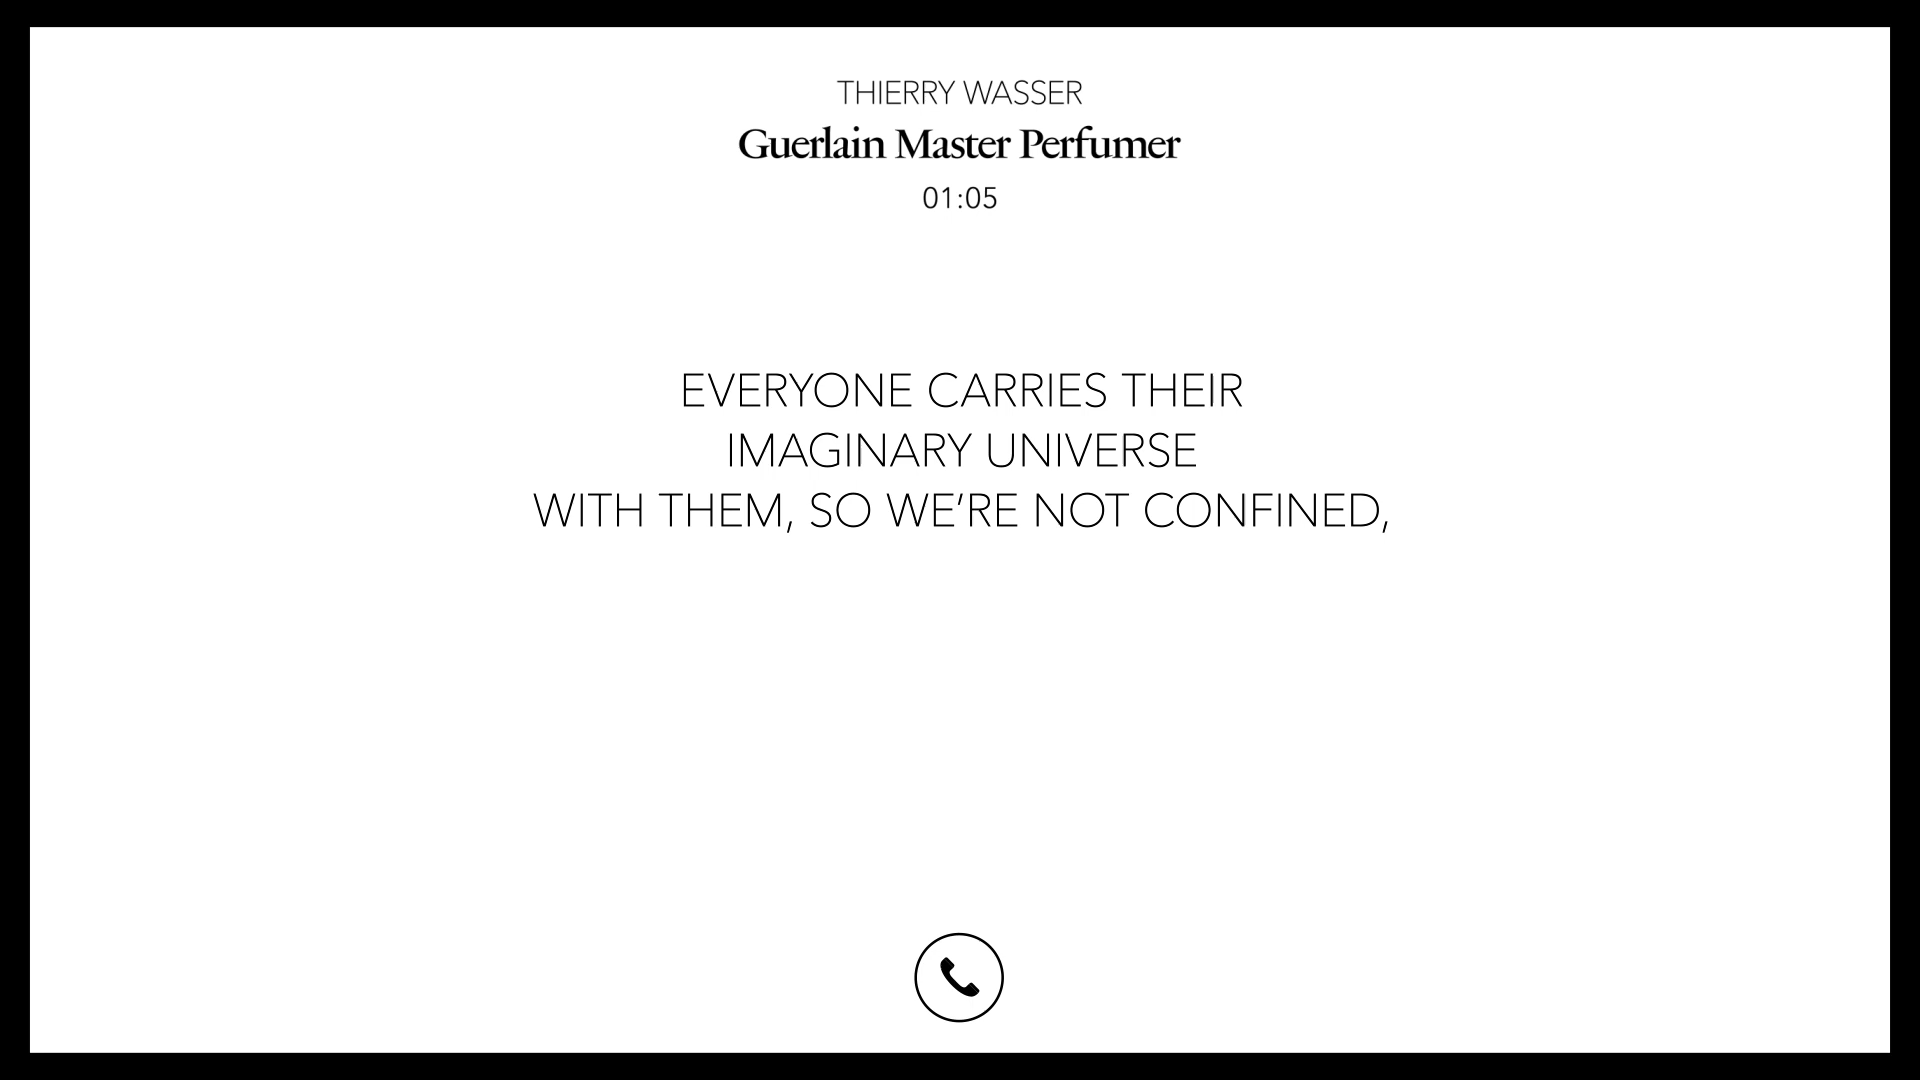 THIERRY WASSER
Guerlain Master Perfumer
01:05
EVERYONE CARRIES THEIR
IMAGINARY UNIVERSE
WITH THEM, SO WE’RE NOT CONFINED,